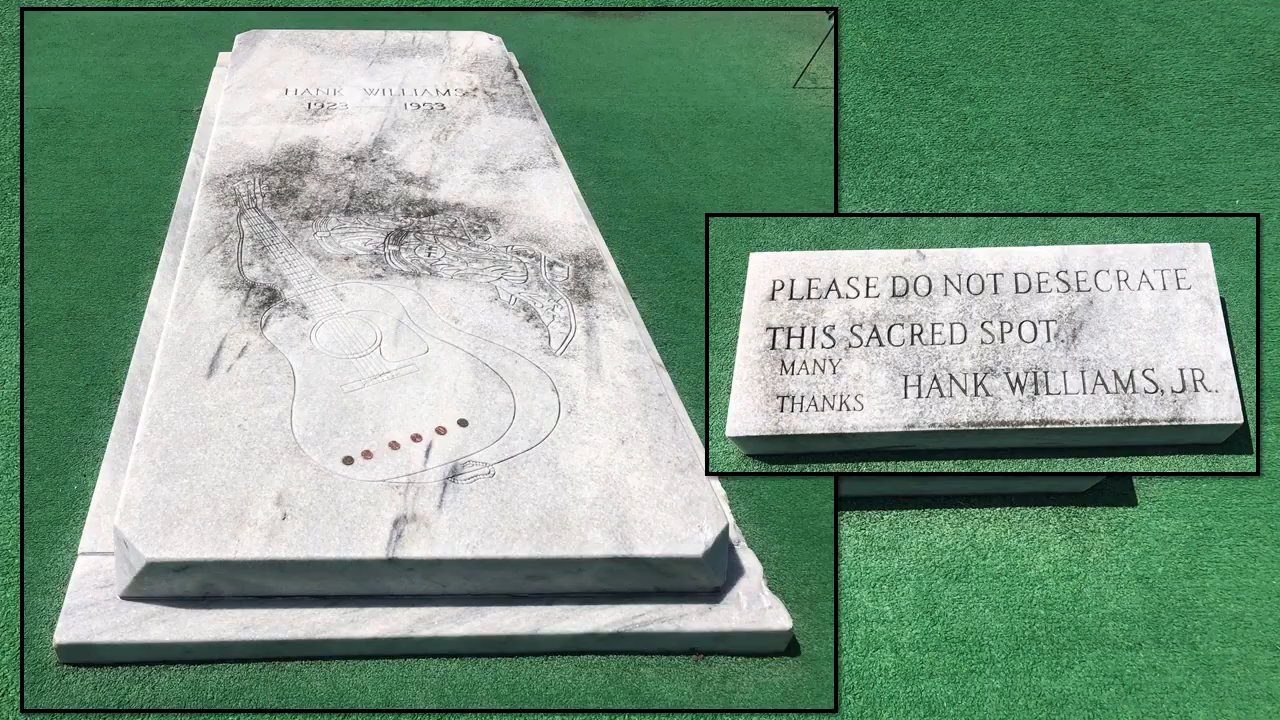 HANK WILLIAMS
1923 — 1953
PLEASE DO NOT DESECRATE
THIS SACRED SPOT.
MANY
THANKS HANK WILLIAMS, JR.